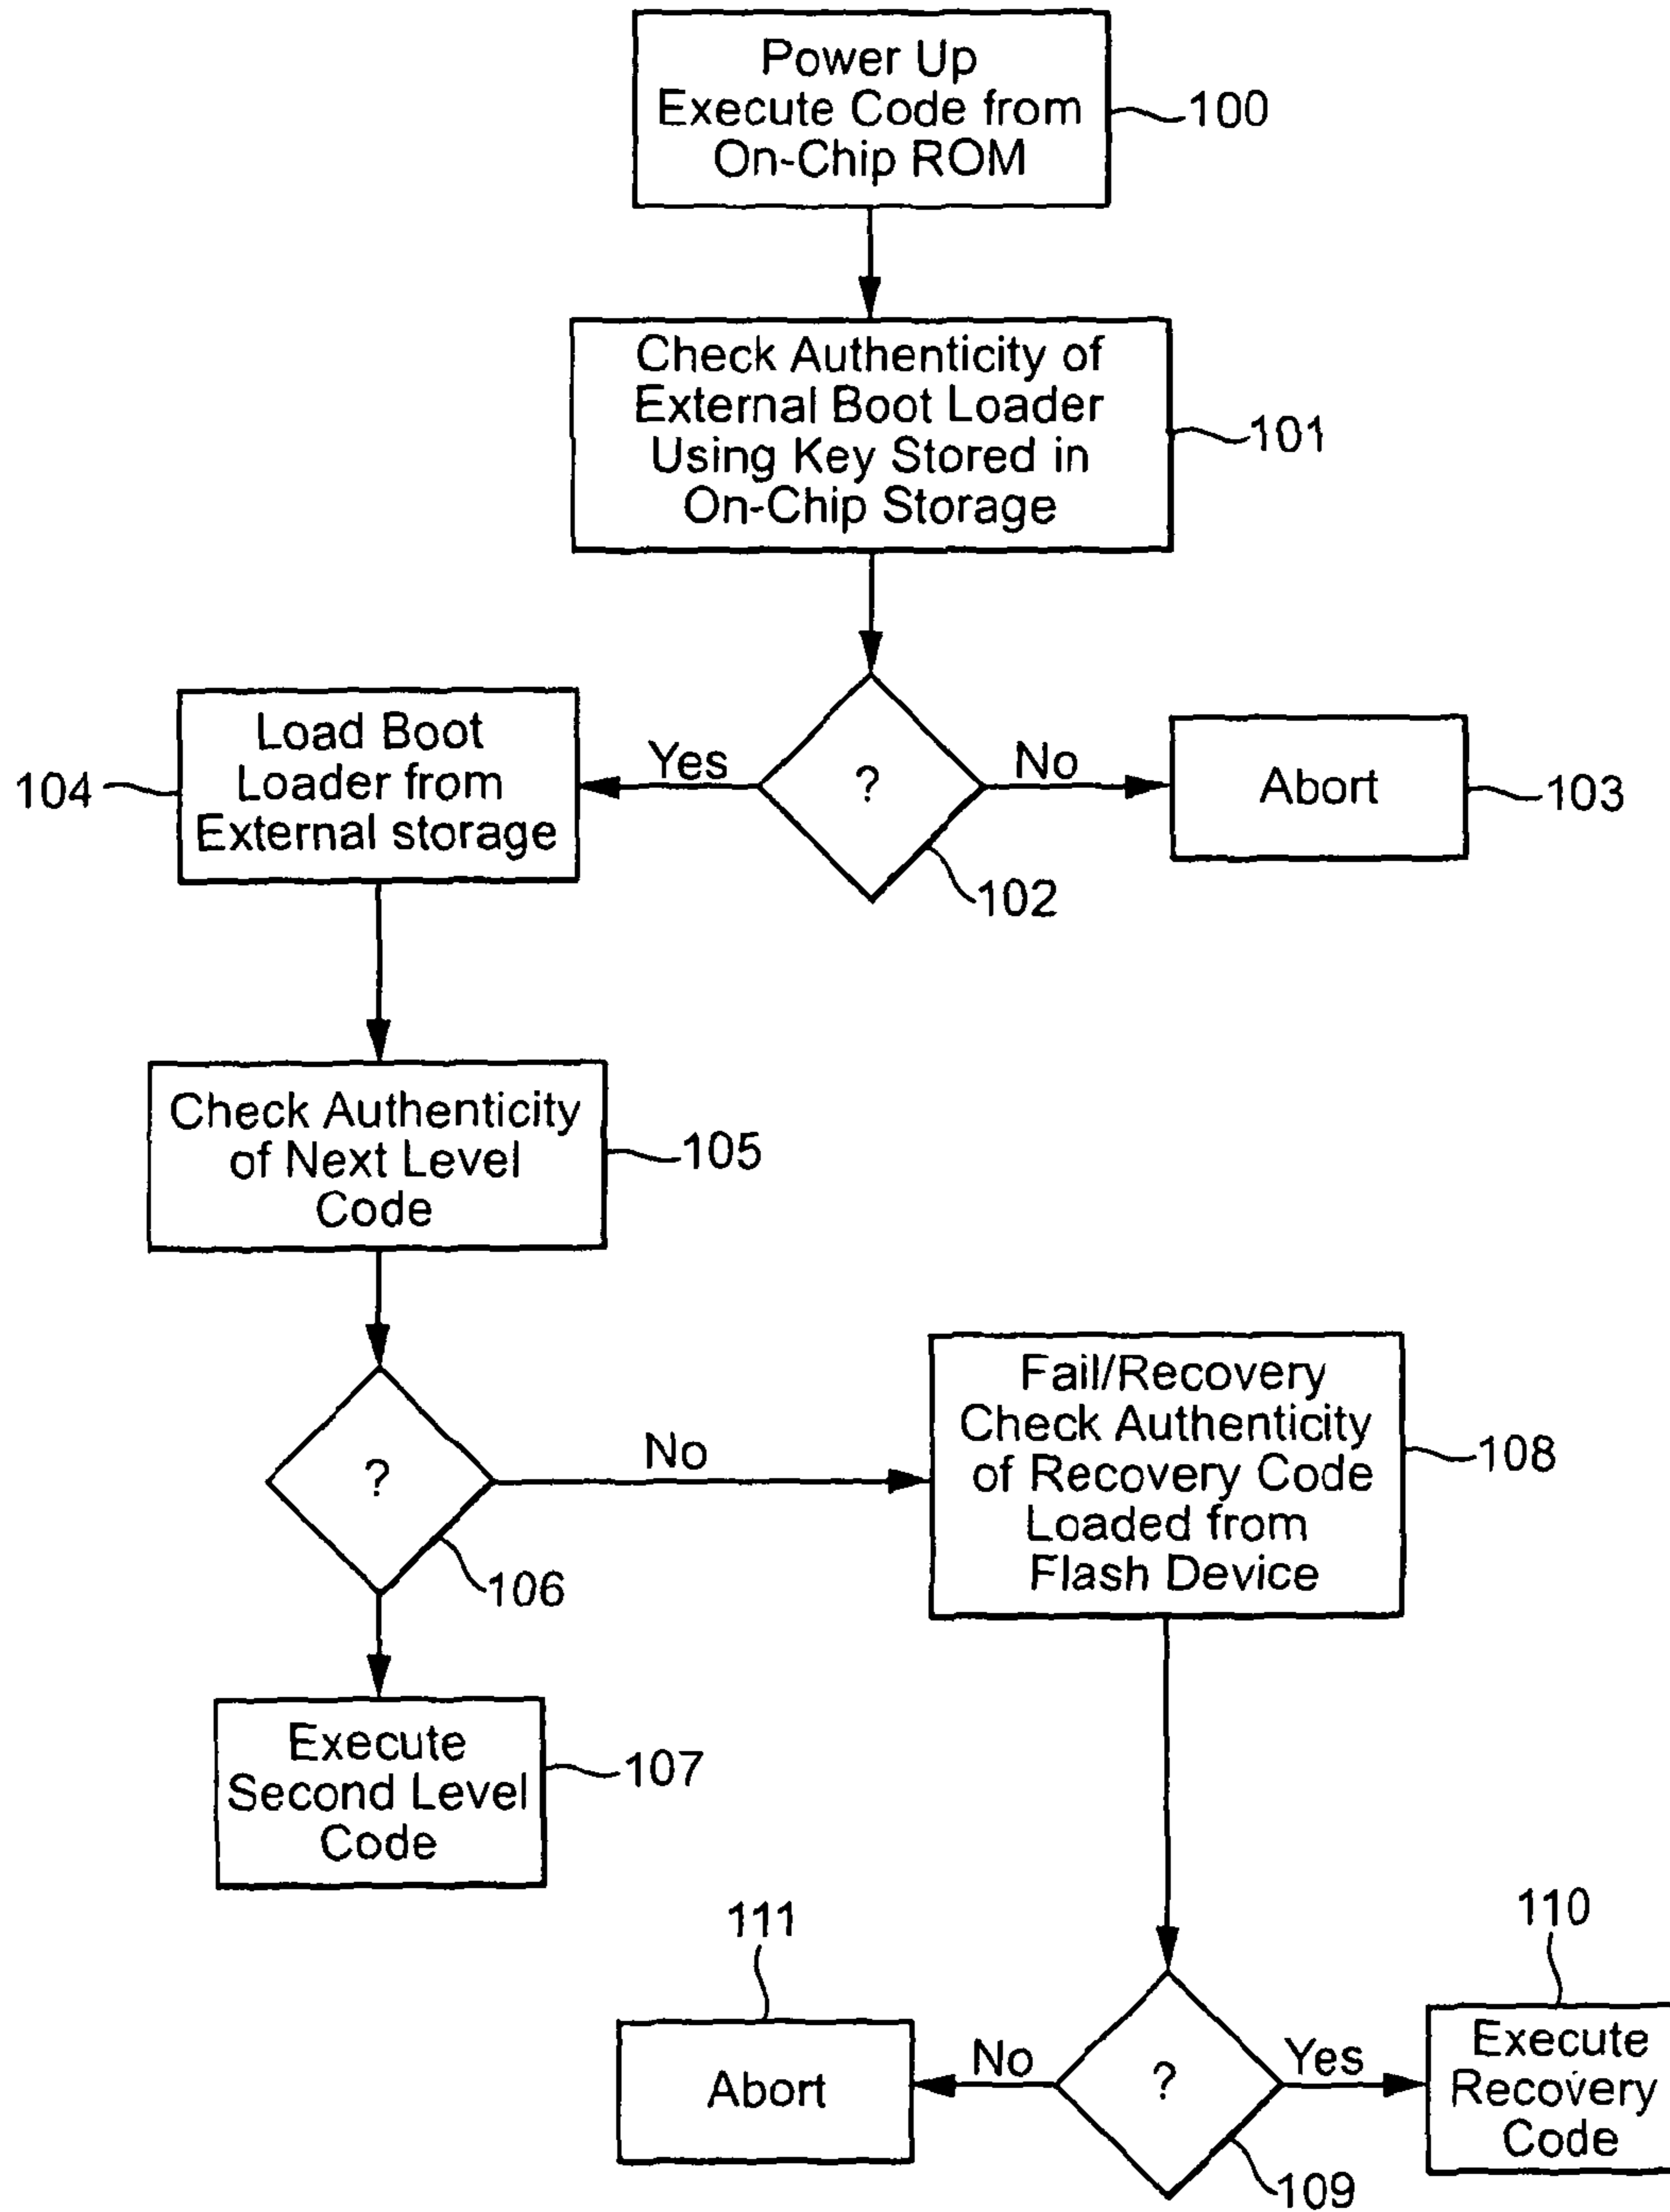 Power Up
Execute Code from
On-Chip ROM
100
Check Authenticity of
External Boot Loader
Using Key Stored in
On-Chip Storage
101
Load Boot
Loader from
External storage
104
Yes
?
No
102
Abort
103
Check Authenticity
of Next Level
Code
105
?
No
106
Fail/Recovery
Check Authenticity
of Recovery Code
Loaded from
Flash Device
108
Execute
Second Level
Code
107
111
Abort
No
?
Yes
109
110
Execute
Recovery
Code